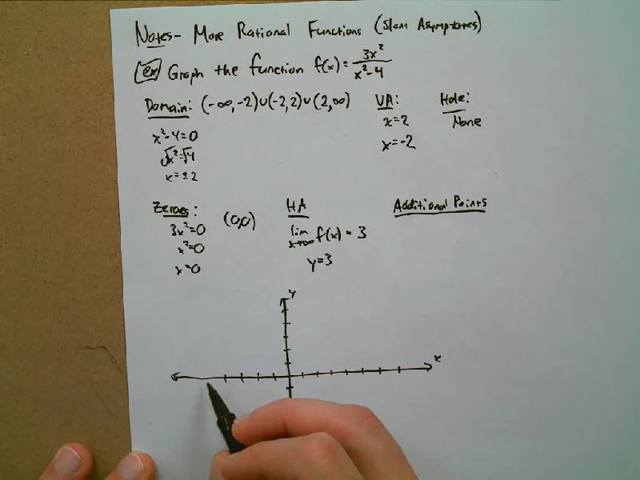 Notes- More Rational Functions (Slam Asymptotes)
ex Graph the function f(x) = 3x² / x²-4
Domain: (-∞,-2)∪(-2,2)∪(2,∞)
x²-4=0
√x²=√4
x=±2
VA:
x=2
x=-2
Hole:
None
Zeroes:
3x²=0
x²=0
x=0
(0,0)
HA
lim x→∞ f(x) = 3
y=3
Additional Points
y
x